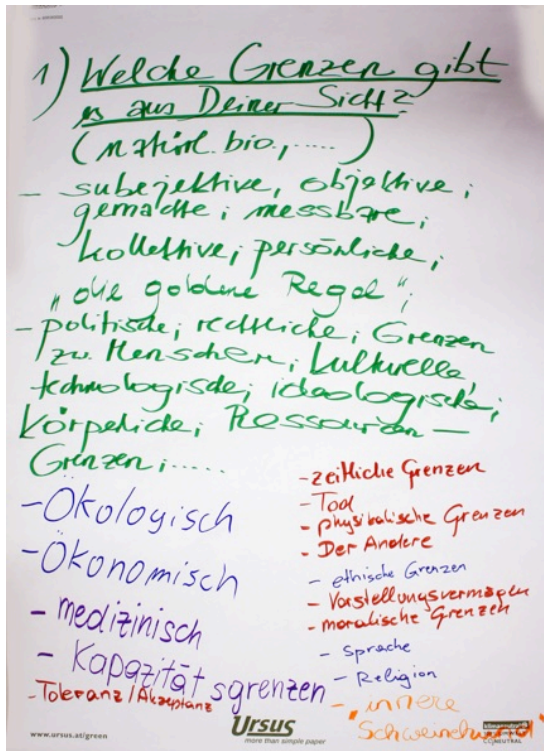 1) Welche Grenzen gibt
es aus Deiner Sicht?
(natürl. bio., .....)
- subejektive, objektive;
gemachte; messbare;
kollektive; persönliche;
"die goldene Regel";
- politische; rechtliche; Grenzen
zw. Menschen; kulturelle,
technologische; ideologische;
körperliche; Ressourcen-
Grenzen; .....
- Ökologisch
- Ökonomisch
- medizinisch
- Kapazitätsgrenzen
- Toleranz / Akzeptanz
- zeitliche Grenzen
- Tod
- physikalische Grenzen
- Der Andere
- ethische Grenzen
- Vorstellungsvermögen
- moralische Grenzen
- Sprache
- Religion
- "innere
Schweinehund"
www.ursus.at/green
Ursus
more than simple paper